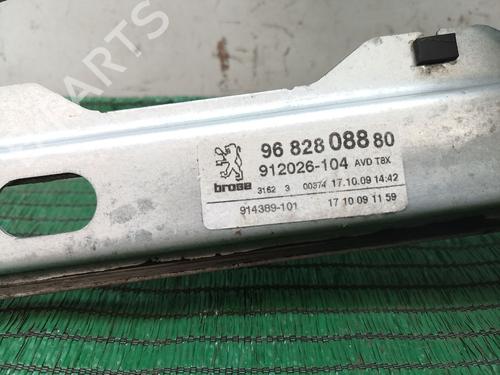 PARTS
96 828 088 80
912026-104 AVD T8X
brose 3162 3 00374 17.10.09 14:42
914389-101 17 10 09 11 59